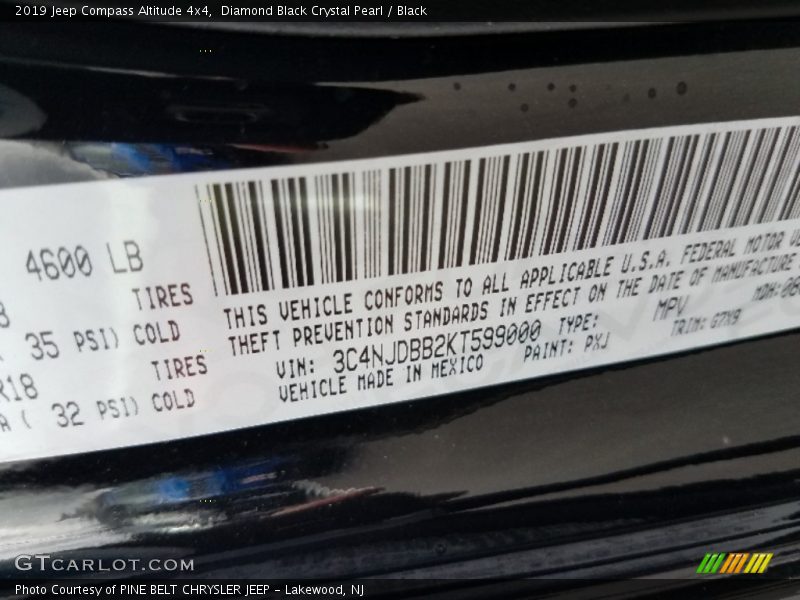 2019 Jeep Compass Altitude 4x4,  Diamond Black Crystal Pearl / Black
4600 LB
TIRES
( 35 PSI) COLD
R18 TIRES
A ( 32 PSI) COLD
THIS VEHICLE CONFORMS TO ALL APPLICABLE U.S.A. FEDERAL MOTOR
THEFT PREVENTION STANDARDS IN EFFECT ON THE DATE OF MANUFACTURE
VIN: 3C4NJDBB2KT599000 TYPE: MPV MDH:
VEHICLE MADE IN MEXICO PAINT: PXJ TRIM: G7X9
GTCARLOT.COM
Photo Courtesy of PINE BELT CHRYSLER JEEP - Lakewood, NJ